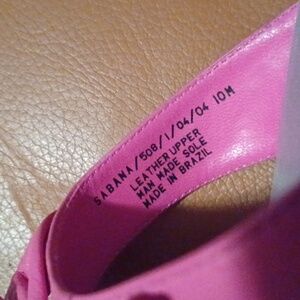 SABANA/508/1/04/04 10M
LEATHER UPPER
MAN MADE SOLE
MADE IN BRAZIL